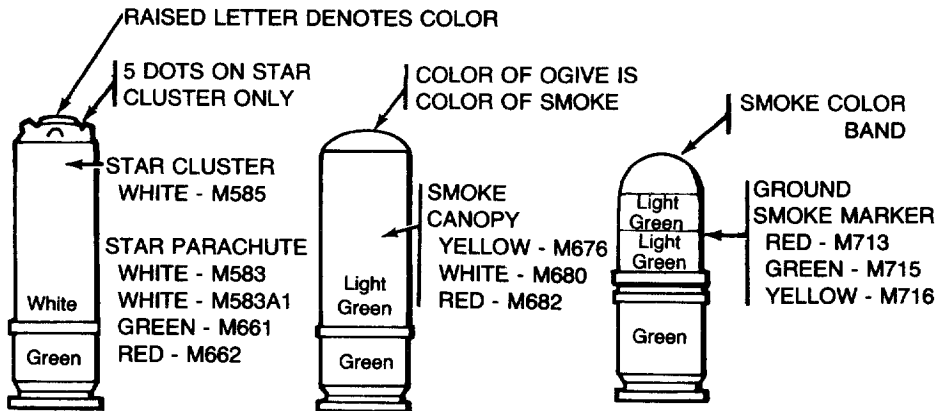 RAISED LETTER DENOTES COLOR
5 DOTS ON STAR
CLUSTER ONLY
STAR CLUSTER
WHITE - M585
STAR PARACHUTE
WHITE - M583
WHITE - M583A1
GREEN - M661
RED - M662
White
Green
COLOR OF OGIVE IS
COLOR OF SMOKE
SMOKE
CANOPY
YELLOW - M676
WHITE - M680
RED - M682
Light
Green
Green
SMOKE COLOR
BAND
GROUND
SMOKE MARKER
RED - M713
GREEN - M715
YELLOW - M716
Light
Green
Light
Green
Green